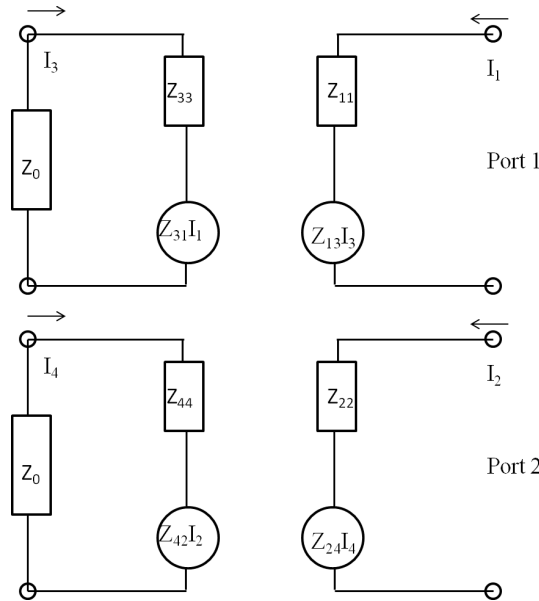 I₃
Z₃₃
Z₁₁
I₁
Z₀
Port 1
Z₃₁I₁
Z₁₃I₃
I₄
Z₄₄
Z₂₂
I₂
Z₀
Port 2
Z₄₂I₂
Z₂₄I₄